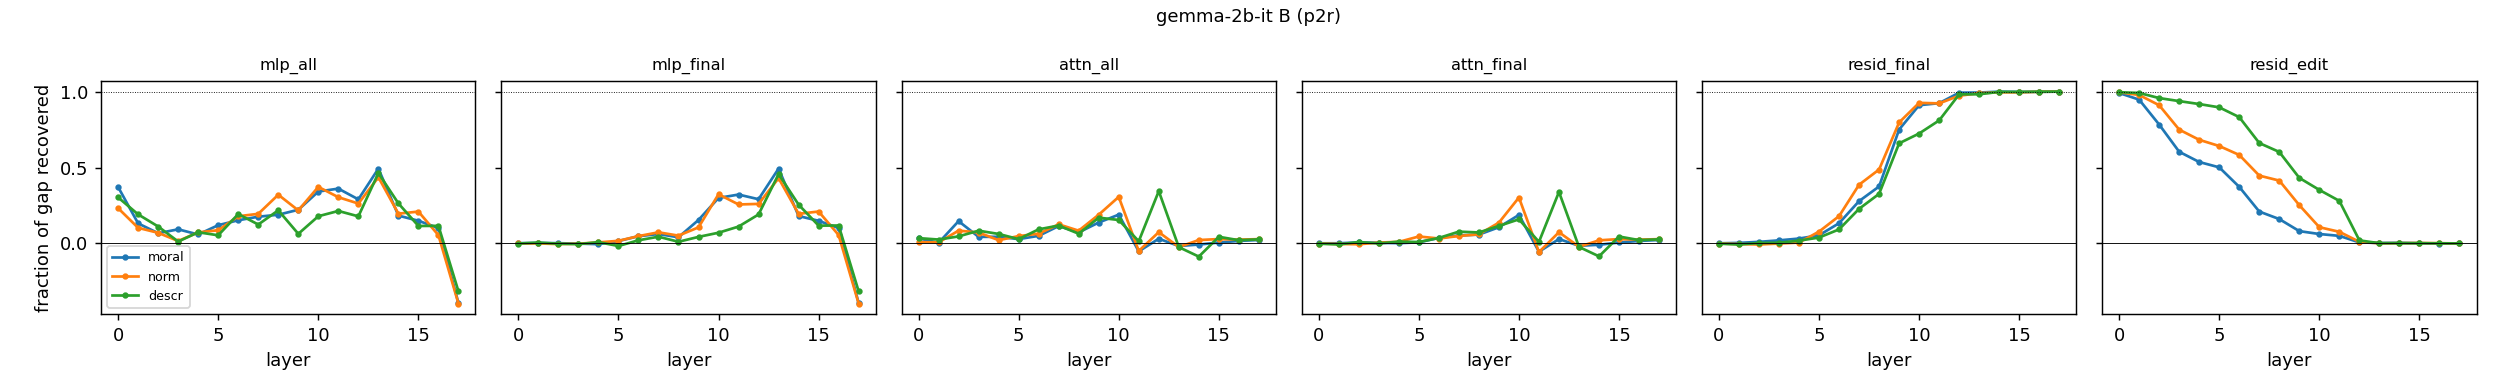 gemma-2b-it B (p2r)
mlp_all
mlp_final
attn_all
attn_final
resid_final
resid_edit
fraction of gap recovered
1.0
0.5
0.0
moral
norm
descr
0 5 10 15
0 5 10 15
0 5 10 15
0 5 10 15
0 5 10 15
0 5 10 15
layer
layer
layer
layer
layer
layer